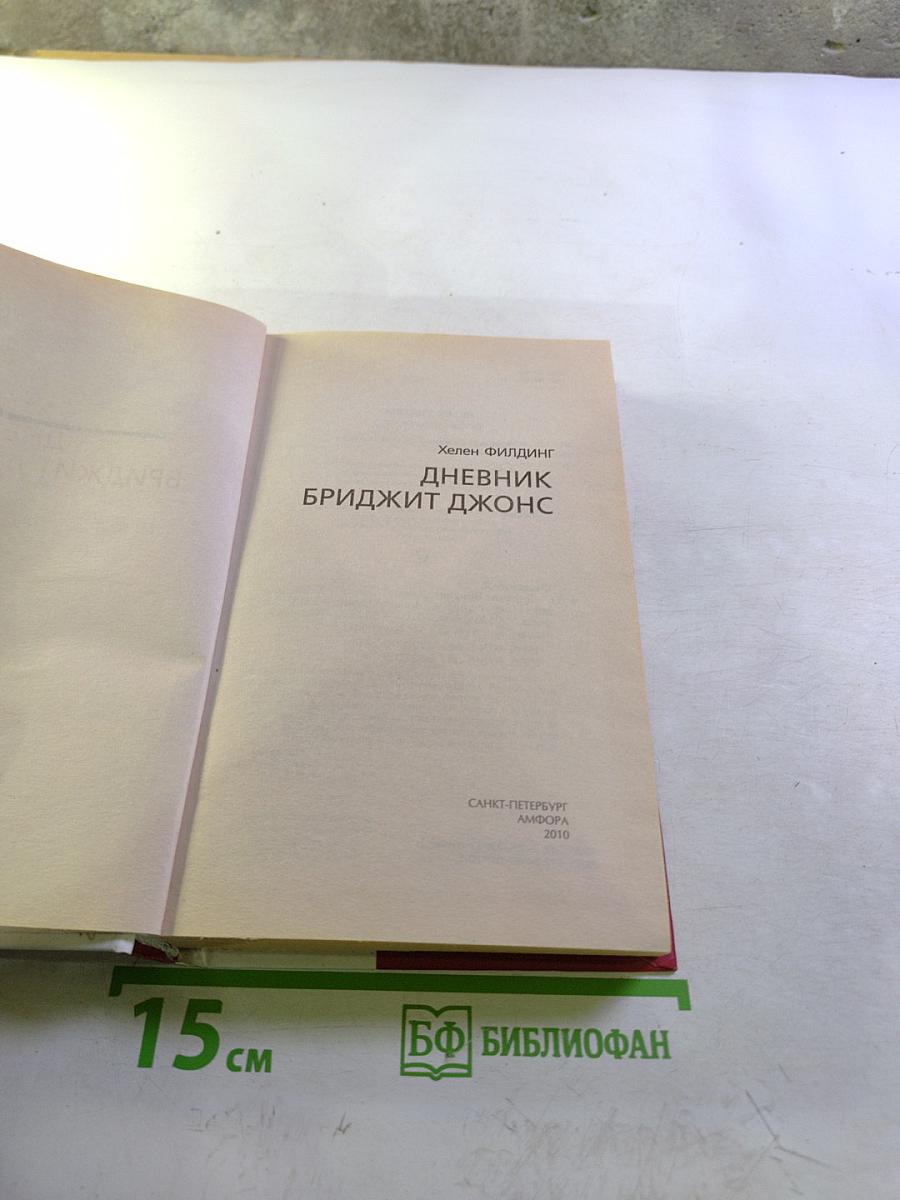 Хелен ФИЛДИНГ
ДНЕВНИК
БРИДЖИТ ДЖОНС
САНКТ-ПЕТЕРБУРГ
АМФОРА
2010
15 см
БФ БИБЛИОФАН